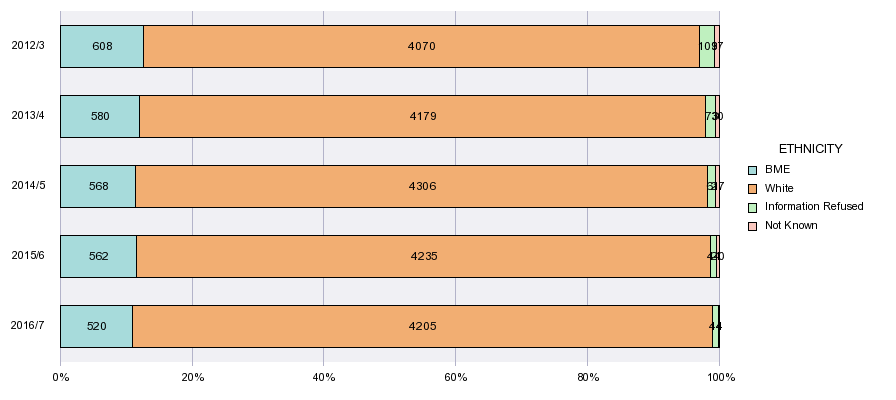 2012/3 608 4070
2013/4 580 4179
2014/5 568 4306
2015/6 562 4235
2016/7 520 4205
0% 20% 40% 60% 80% 100%
ETHNICITY
BME
White
Information Refused
Not Known